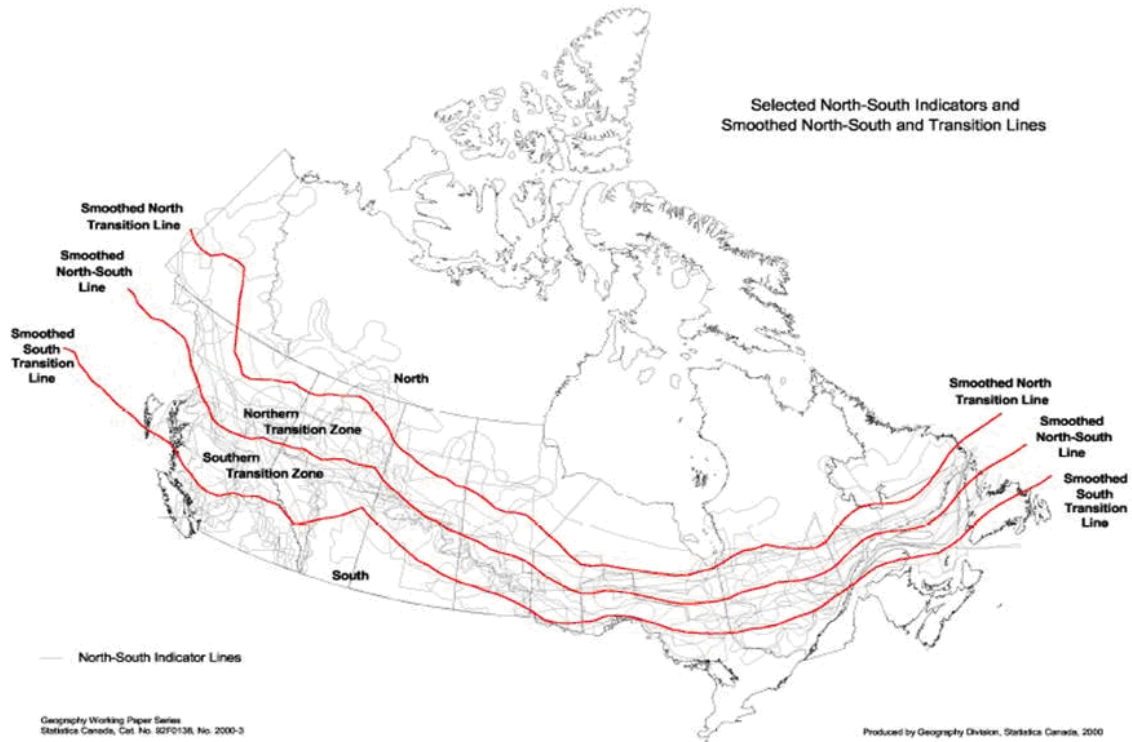 Selected North-South Indicators and
Smoothed North-South and Transition Lines
Smoothed North
Transition Line
Smoothed
North-South
Line
Smoothed
South
Transition
Line
North
Northern
Transition Zone
Southern
Transition Zone
South
Smoothed North
Transition Line
Smoothed
North-South
Line
Smoothed
South
Transition
Line
North-South Indicator Lines
Geography Working Paper Series
Statistics Canada, Cat. No. 92F0138, No. 2000-3
Produced by Geography Division, Statistics Canada, 2000